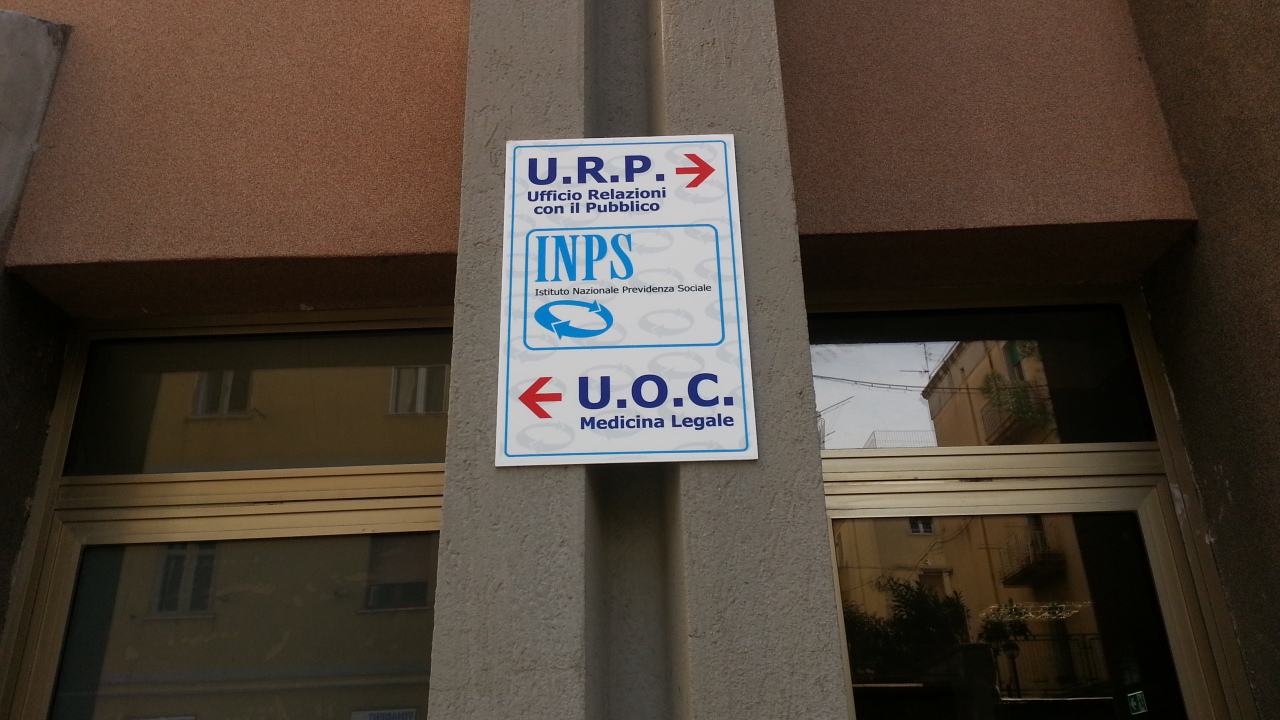 U.R.P.
Ufficio Relazioni
con il Pubblico
INPS
Istituto Nazionale Previdenza Sociale
U.O.C.
Medicina Legale